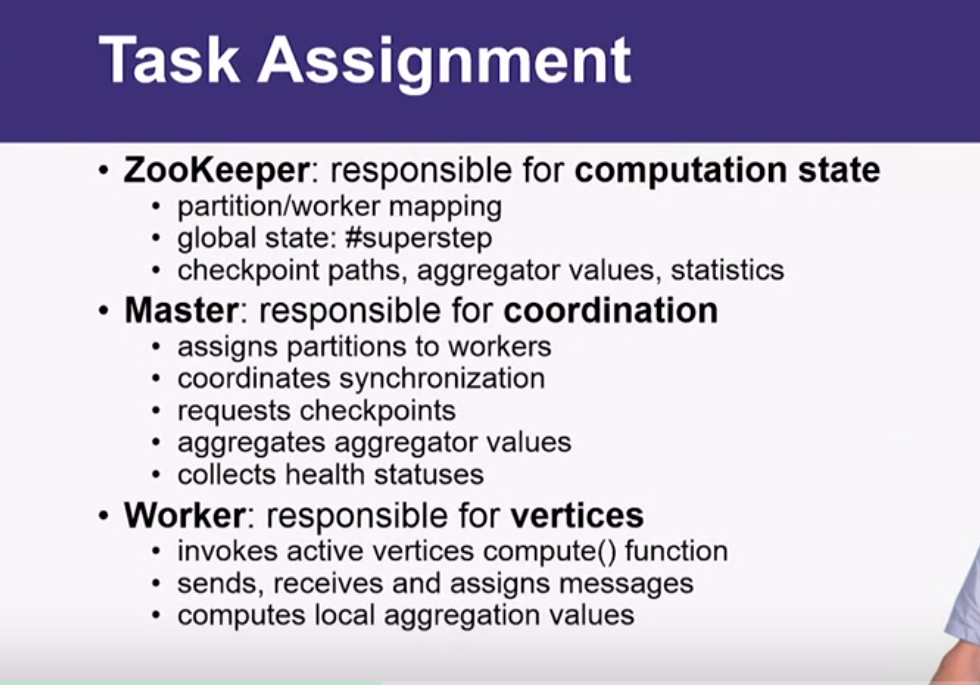 Task Assignment
• ZooKeeper: responsible for computation state
• partition/worker mapping
• global state: #superstep
• checkpoint paths, aggregator values, statistics
• Master: responsible for coordination
• assigns partitions to workers
• coordinates synchronization
• requests checkpoints
• aggregates aggregator values
• collects health statuses
• Worker: responsible for vertices
• invokes active vertices compute() function
• sends, receives and assigns messages
• computes local aggregation values